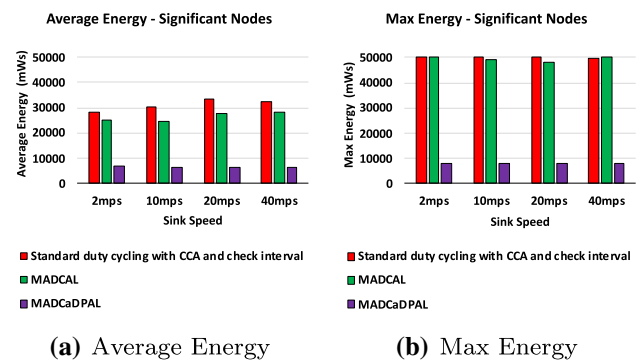 Average Energy - Significant Nodes
Average Energy (mWs)
50000
40000
30000
20000
10000
0
2mps 10mps 20mps 40mps
Sink Speed
Standard duty cycling with CCA and check interval
MADCAL
MADCaDPAL
(a) Average Energy
Max Energy - Significant Nodes
Max Energy (mWs)
50000
40000
30000
20000
10000
0
2mps 10mps 20mps 40mps
Sink Speed
Standard duty cycling with CCA and check interval
MADCAL
MADCaDPAL
(b) Max Energy